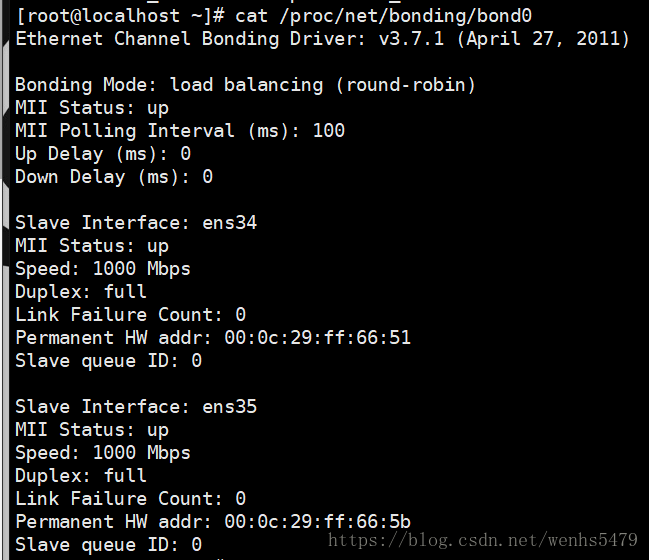 [root@localhost ~]# cat /proc/net/bonding/bond0
Ethernet Channel Bonding Driver: v3.7.1 (April 27, 2011)
Bonding Mode: load balancing (round-robin)
MII Status: up
MII Polling Interval (ms): 100
Up Delay (ms): 0
Down Delay (ms): 0
Slave Interface: ens34
MII Status: up
Speed: 1000 Mbps
Duplex: full
Link Failure Count: 0
Permanent HW addr: 00:0c:29:ff:66:51
Slave queue ID: 0
Slave Interface: ens35
MII Status: up
Speed: 1000 Mbps
Duplex: full
Link Failure Count: 0
Permanent HW addr: 00:0c:29:ff:66:5b
Slave queue ID: 0
https://blog.csdn.net/wenhs5479